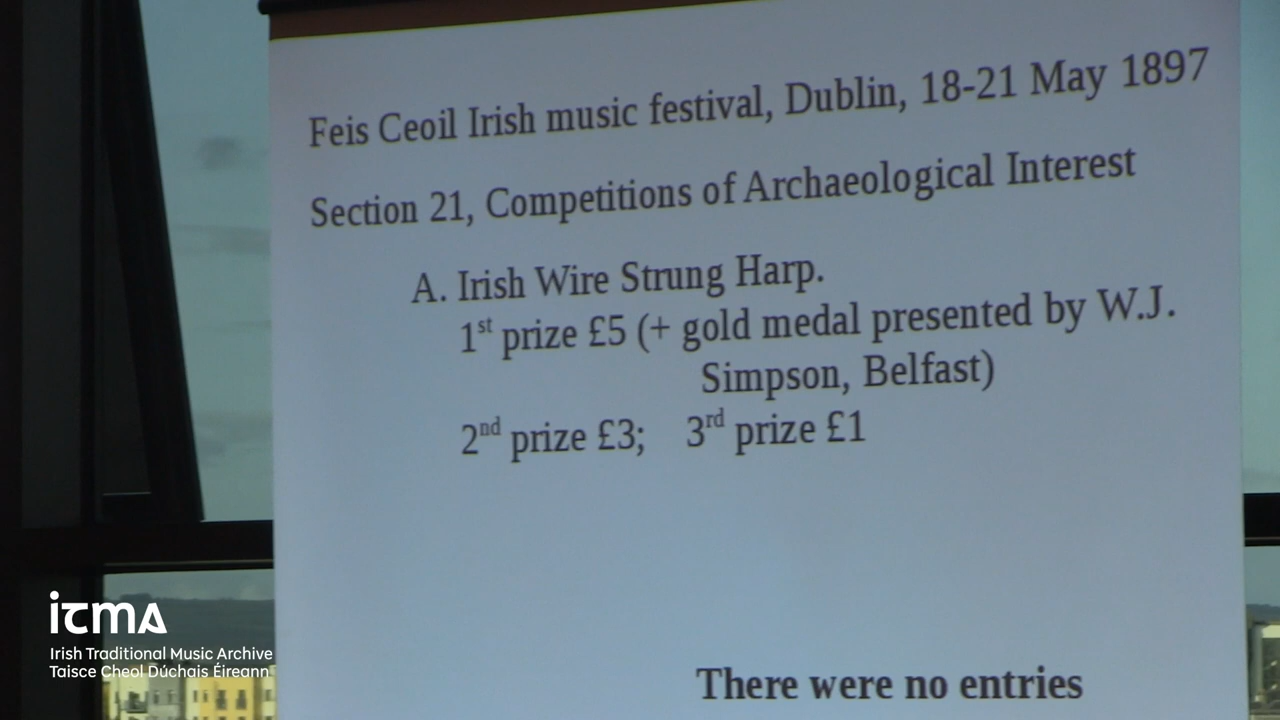 Feis Ceoil Irish music festival, Dublin, 18-21 May 1897
Section 21, Competitions of Archaeological Interest
A. Irish Wire Strung Harp.
1st prize £5 (+ gold medal presented by W.J.
Simpson, Belfast)
2nd prize £3; 3rd prize £1
There were no entries
iTMA
Irish Traditional Music Archive
Taisce Cheol Dúchais Éireann